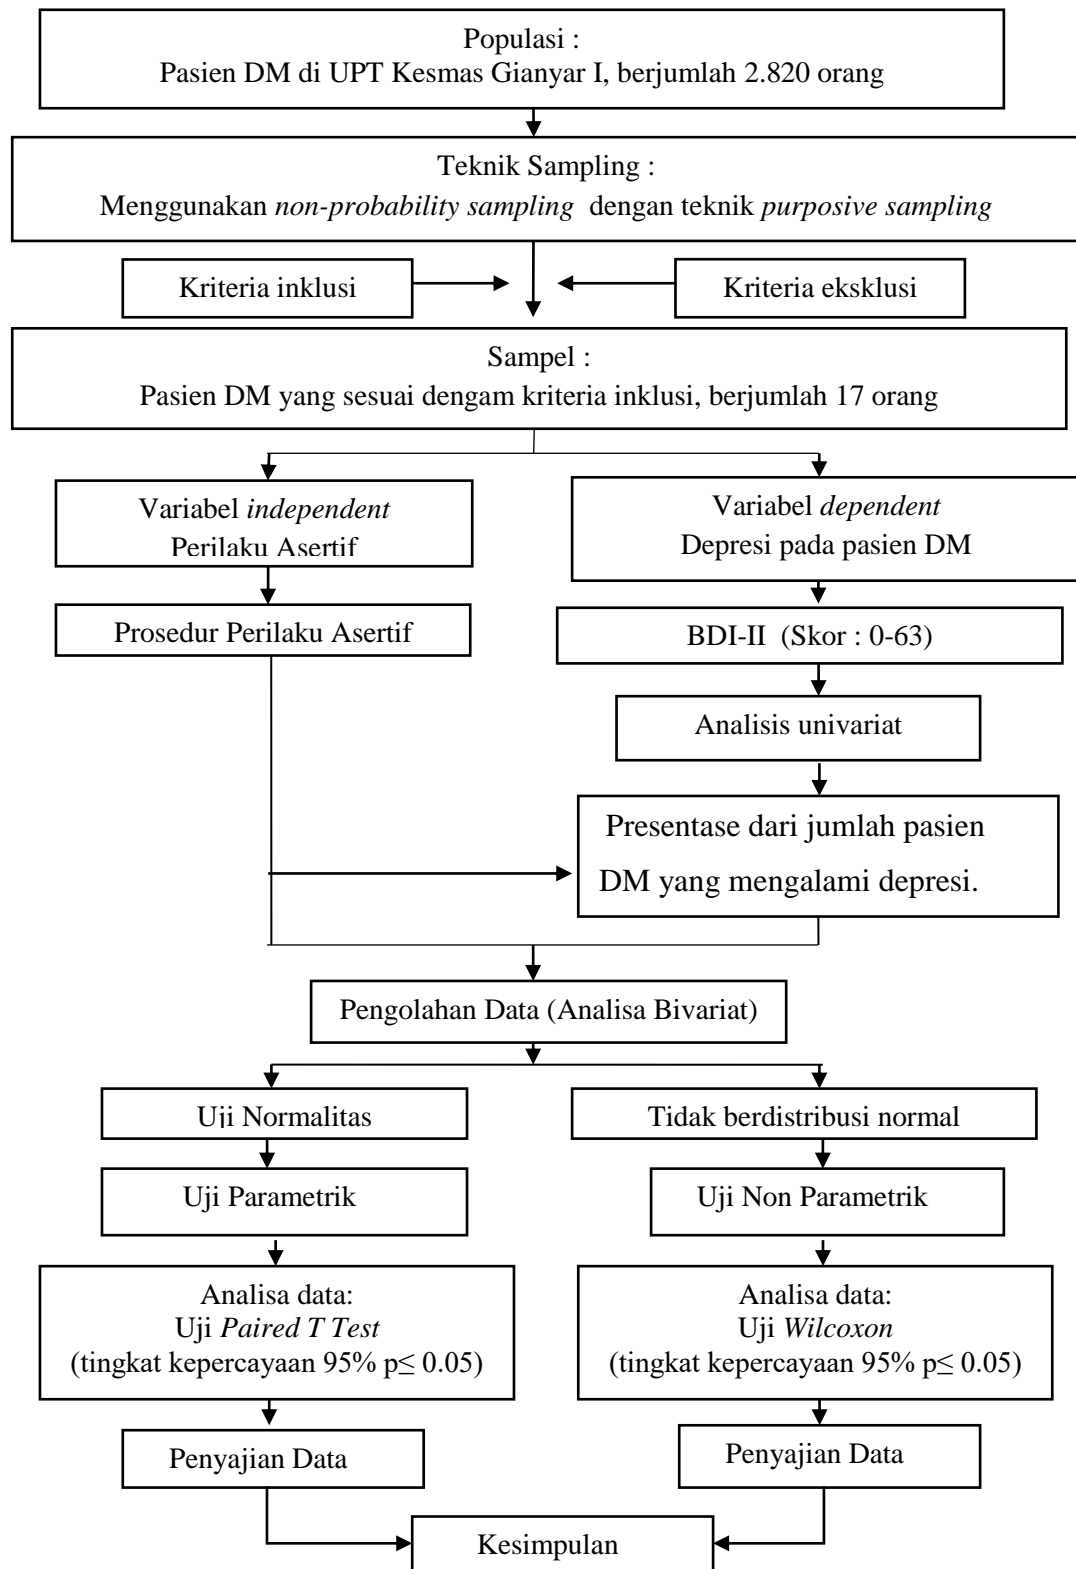 Populasi :
Pasien DM di UPT Kesmas Gianyar I, berjumlah 2.820 orang
Teknik Sampling :
Menggunakan non-probability sampling dengan teknik purposive sampling
Kriteria inklusi
Kriteria eksklusi
Sampel :
Pasien DM yang sesuai dengam kriteria inklusi, berjumlah 17 orang
Variabel independent
Perilaku Asertif
Variabel dependent
Depresi pada pasien DM
Prosedur Perilaku Asertif
BDI-II (Skor : 0-63)
Analisis univariat
Presentase dari jumlah pasien
DM yang mengalami depresi.
Pengolahan Data (Analisa Bivariat)
Uji Normalitas
Tidak berdistribusi normal
Uji Parametrik
Uji Non Parametrik
Analisa data:
Uji Paired T Test
(tingkat kepercayaan 95% p≤ 0.05)
Analisa data:
Uji Wilcoxon
(tingkat kepercayaan 95% p≤ 0.05)
Penyajian Data
Penyajian Data
Kesimpulan